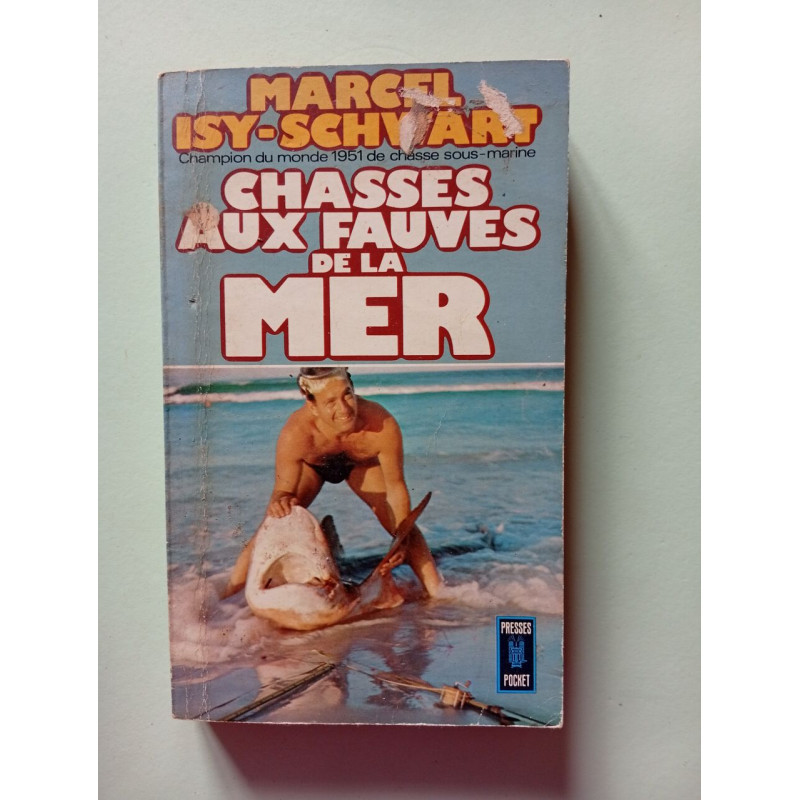 MARCEL
ISY-SCHWART
Champion du monde 1951 de chasse sous-marine
CHASSES
AUX FAUVES
DE LA
MER
PRESSES
POCKET